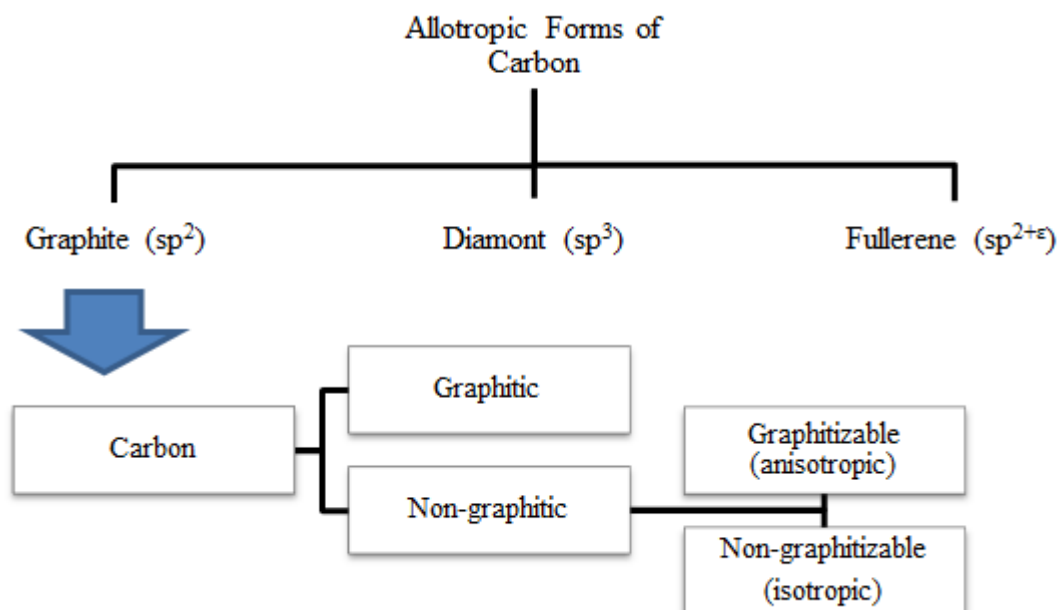 Allotropic Forms of
Carbon
Graphite (sp²)
Diamont (sp³)
Fullerene (sp²⁺ᵋ)
Graphitic
Carbon
Graphitizable
(anisotropic)
Non-graphitic
Non-graphitizable
(isotropic)